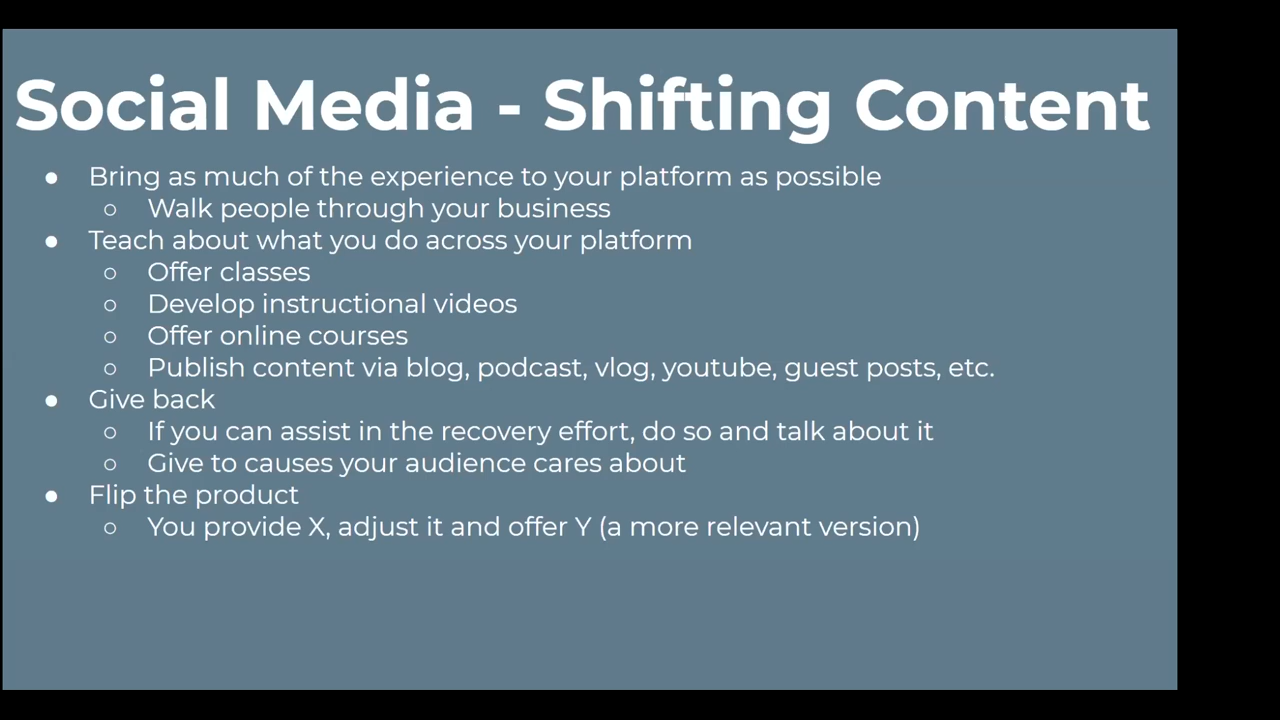 Social Media - Shifting Content
● Bring as much of the experience to your platform as possible
○ Walk people through your business
● Teach about what you do across your platform
○ Offer classes
○ Develop instructional videos
○ Offer online courses
○ Publish content via blog, podcast, vlog, youtube, guest posts, etc.
● Give back
○ If you can assist in the recovery effort, do so and talk about it
○ Give to causes your audience cares about
● Flip the product
○ You provide X, adjust it and offer Y (a more relevant version)